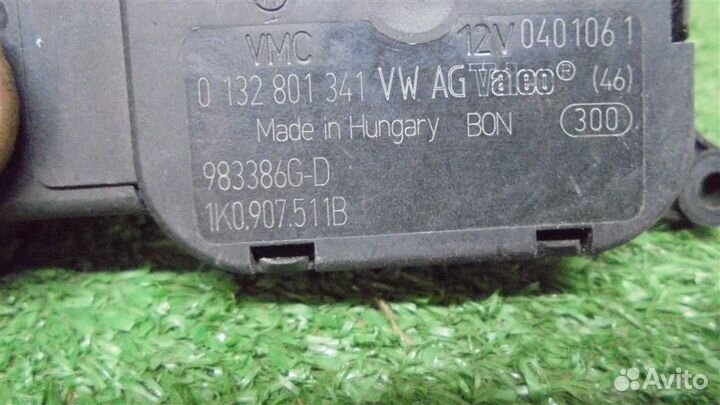 VMC 12V 0401061
0 132 801 341 VW AG Valeo® (46)
Made in Hungary BON 300
983386G-D
1K0.907.511B
Avito